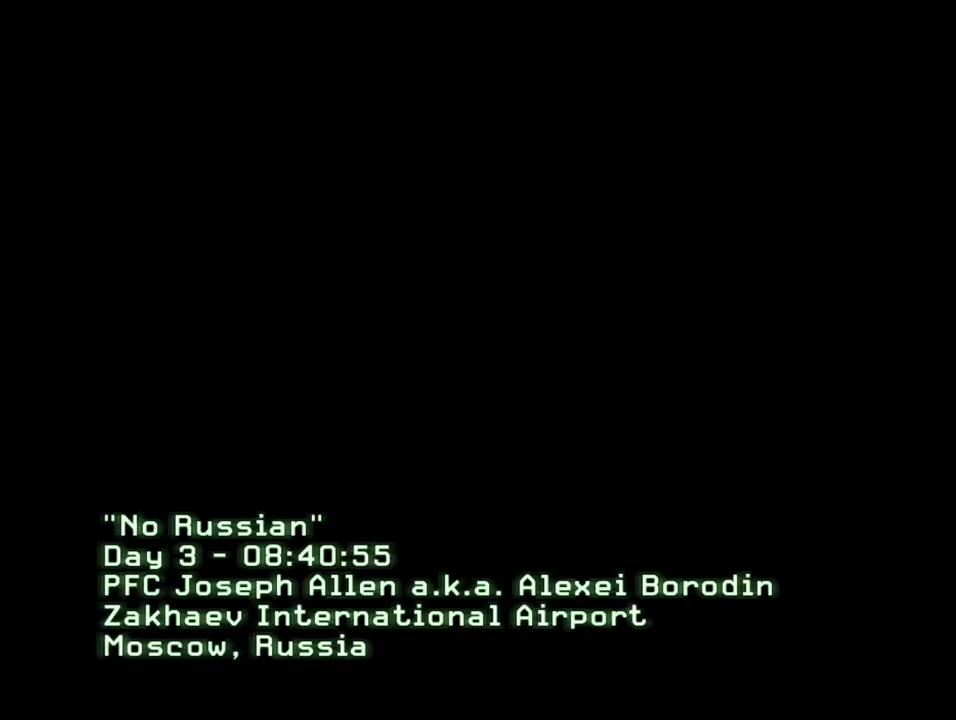 "No Russian"
Day 3 - 08:40:55
PFC Joseph Allen a.k.a. Alexei Borodin
Zakhaev International Airport
Moscow, Russia